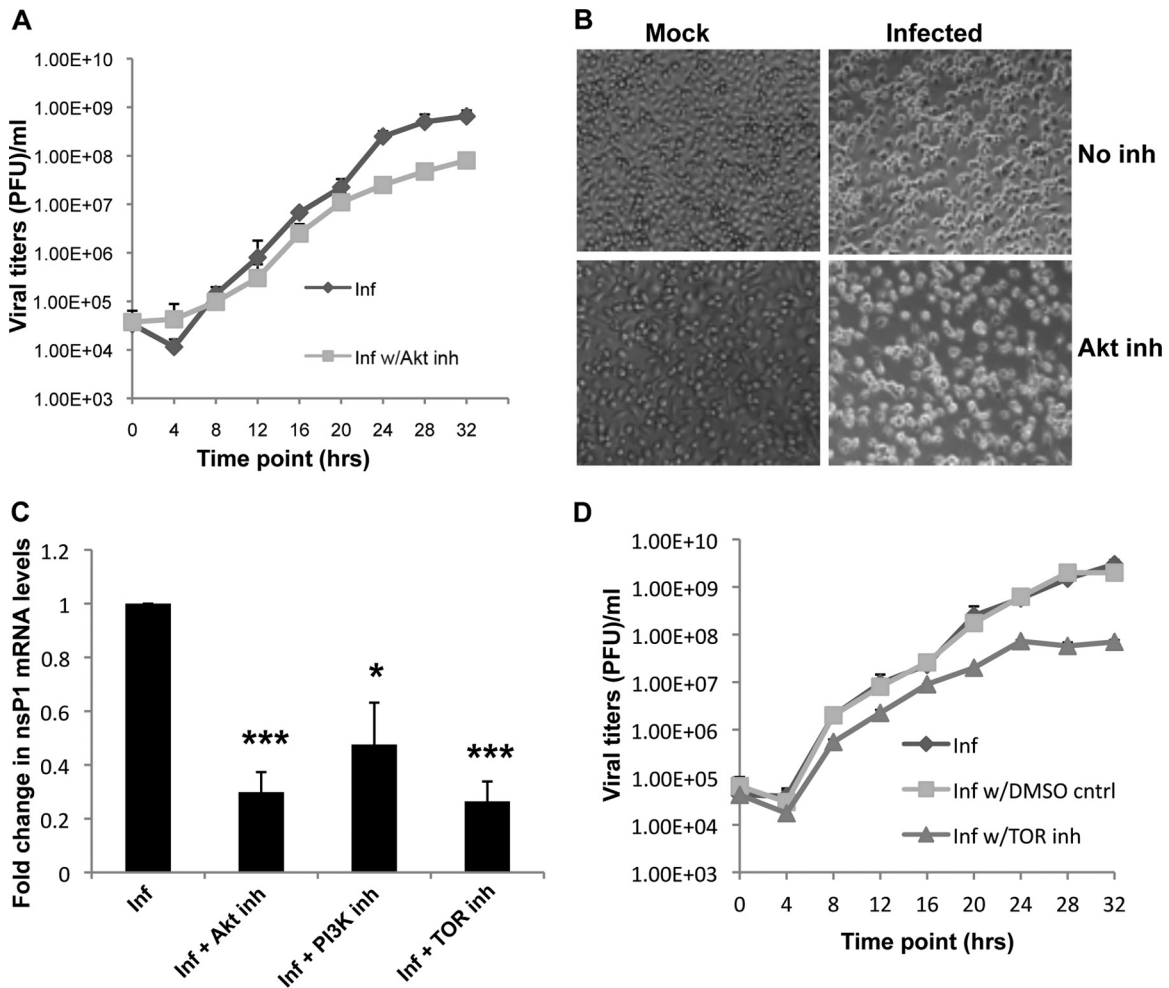 A
Viral titers (PFU)/ml
1.00E+10
1.00E+09
1.00E+08
1.00E+07
1.00E+06
1.00E+05
1.00E+04
1.00E+03
0 4 8 12 16 20 24 28 32
Time point (hrs)
Inf
Inf w/Akt inh
B
Mock Infected
No inh
Akt inh
C
Fold change in nsP1 mRNA levels
1.2
1
0.8
0.6
0.4
0.2
0
***
*
***
Inf
Inf + Akt inh
Inf + PI3K inh
Inf + TOR inh
D
Viral titers (PFU)/ml
1.00E+10
1.00E+09
1.00E+08
1.00E+07
1.00E+06
1.00E+05
1.00E+04
1.00E+03
0 4 8 12 16 20 24 28 32
Time point (hrs)
Inf
Inf w/DMSO cntrl
Inf w/TOR inh